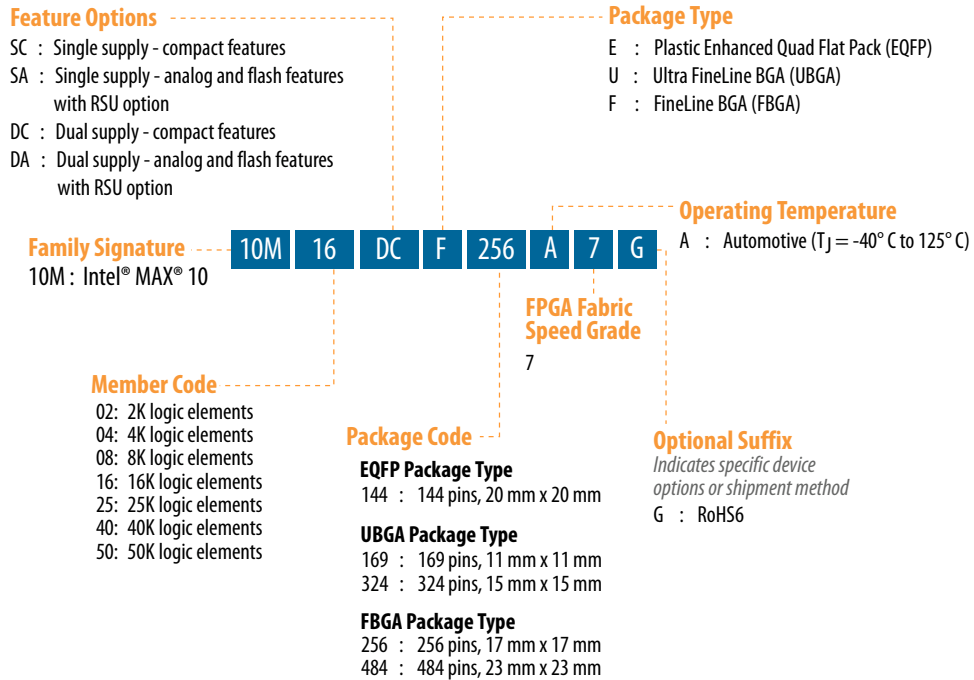 Feature Options
SC : Single supply - compact features
SA : Single supply - analog and flash features
with RSU option
DC : Dual supply - compact features
DA : Dual supply - analog and flash features
with RSU option
Package Type
E : Plastic Enhanced Quad Flat Pack (EQFP)
U : Ultra FineLine BGA (UBGA)
F : FineLine BGA (FBGA)
Operating Temperature
A : Automotive (TJ = -40° C to 125° C)
Family Signature
10M : Intel® MAX® 10
10M 16 DC F 256 A 7 G
FPGA Fabric
Speed Grade
7
Member Code
02: 2K logic elements
04: 4K logic elements
08: 8K logic elements
16: 16K logic elements
25: 25K logic elements
40: 40K logic elements
50: 50K logic elements
Package Code
EQFP Package Type
144 : 144 pins, 20 mm x 20 mm
UBGA Package Type
169 : 169 pins, 11 mm x 11 mm
324 : 324 pins, 15 mm x 15 mm
FBGA Package Type
256 : 256 pins, 17 mm x 17 mm
484 : 484 pins, 23 mm x 23 mm
Optional Suffix
Indicates specific device
options or shipment method
G : RoHS6